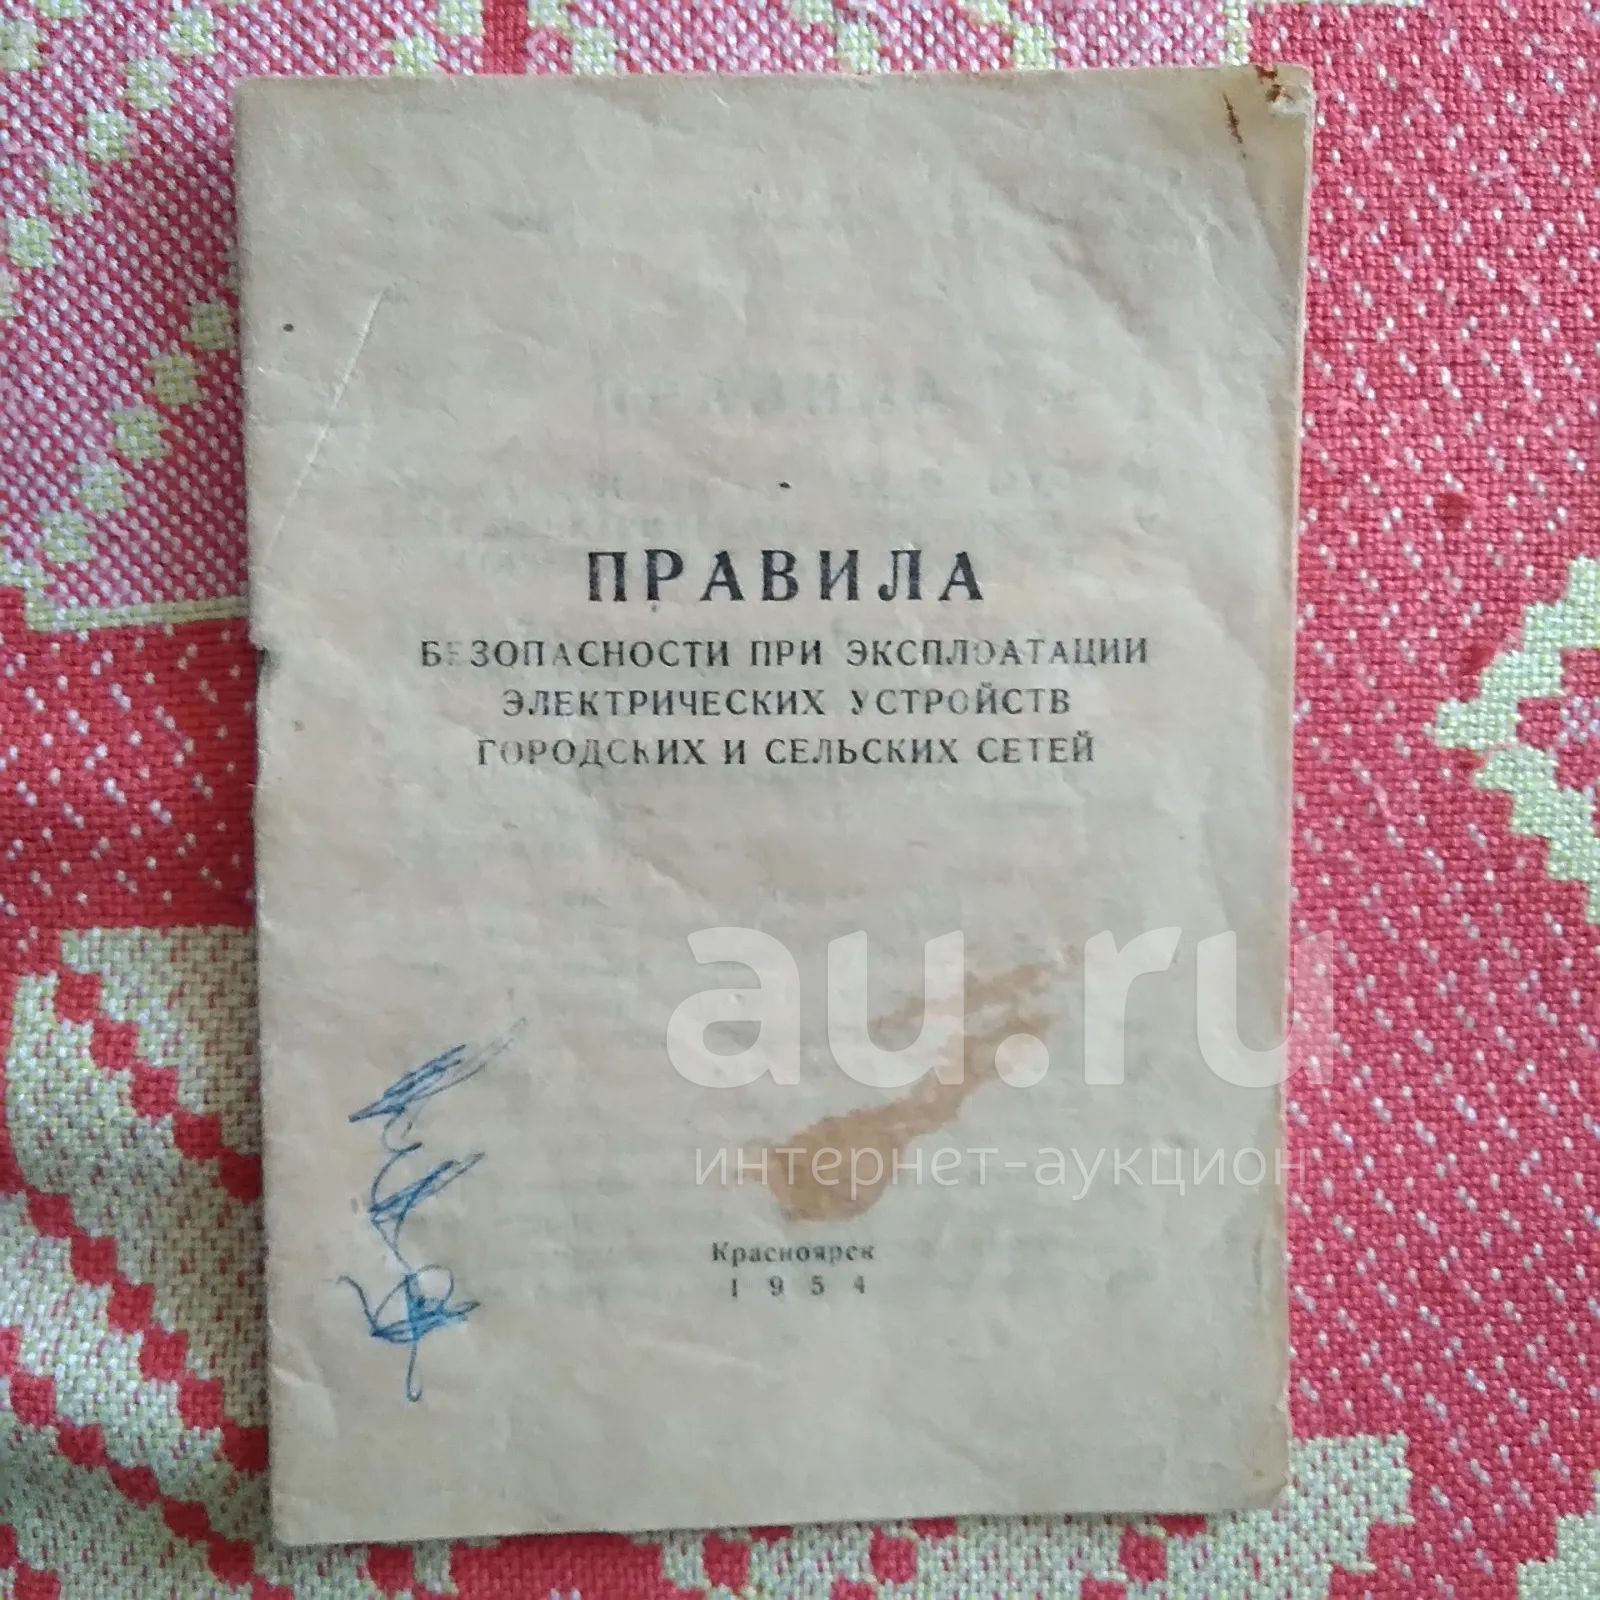 ПРАВИЛА
БЕЗОПАСНОСТИ ПРИ ЭКСПЛОАТАЦИИ
ЭЛЕКТРИЧЕСКИХ УСТРОЙСТВ
ГОРОДСКИХ И СЕЛЬСКИХ СЕТЕЙ
au.ru
интернет-аукцион
Красноярск
1954